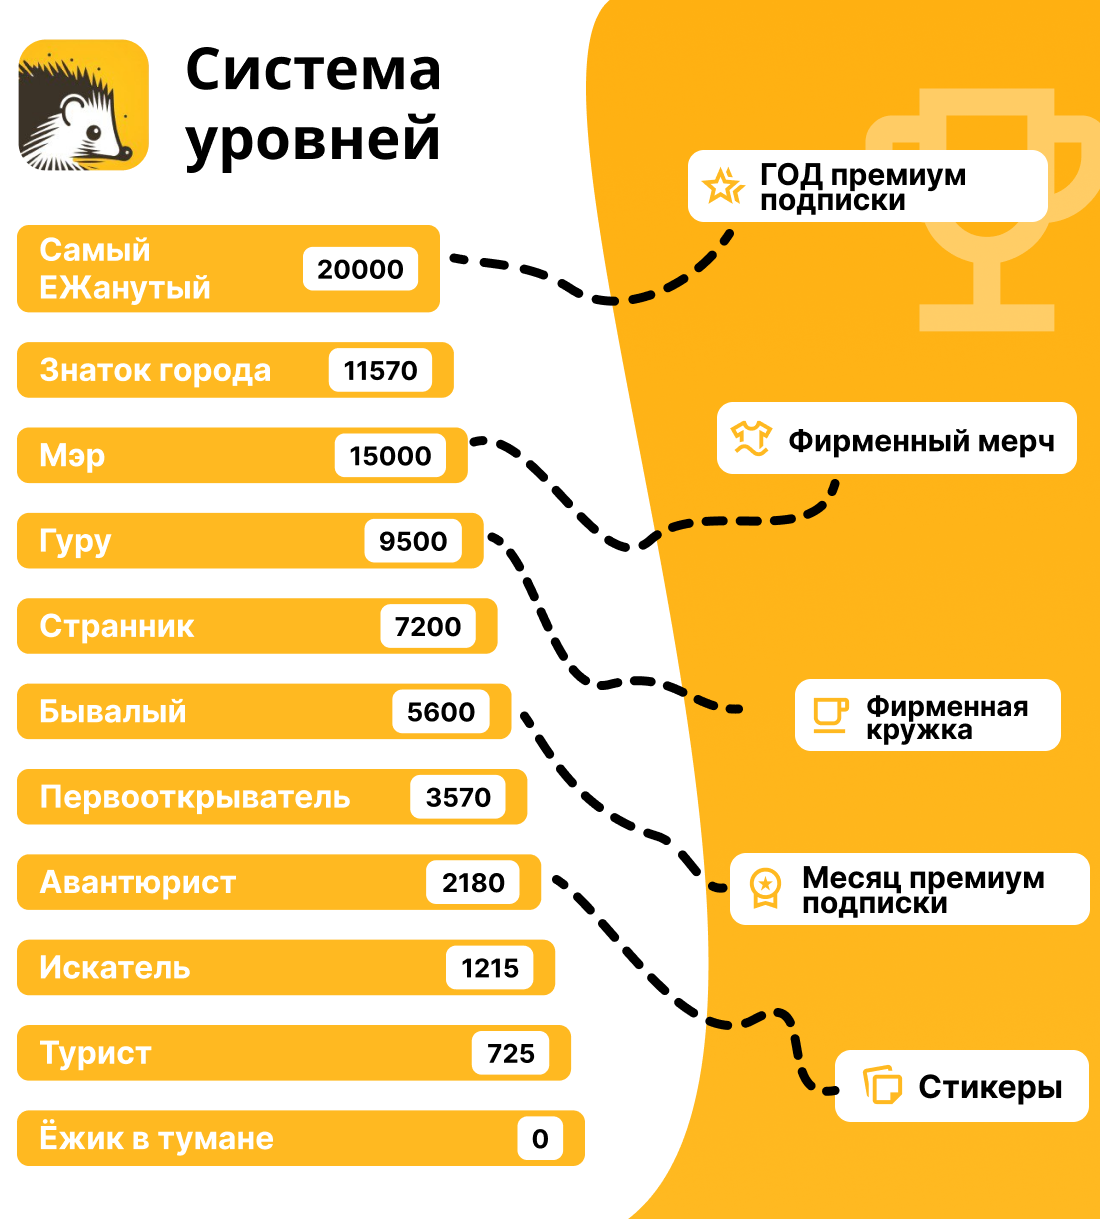 Система
уровней
Самый
ЕЖанутый
20000
Знаток города
11570
Мэр
15000
Гуру
9500
Странник
7200
Бывалый
5600
Первооткрыватель
3570
Авантюрист
2180
Искатель
1215
Турист
725
Ёжик в тумане
0
ГОД премиум
подписки
Фирменный мерч
Фирменная
кружка
Месяц премиум
подписки
Стикеры